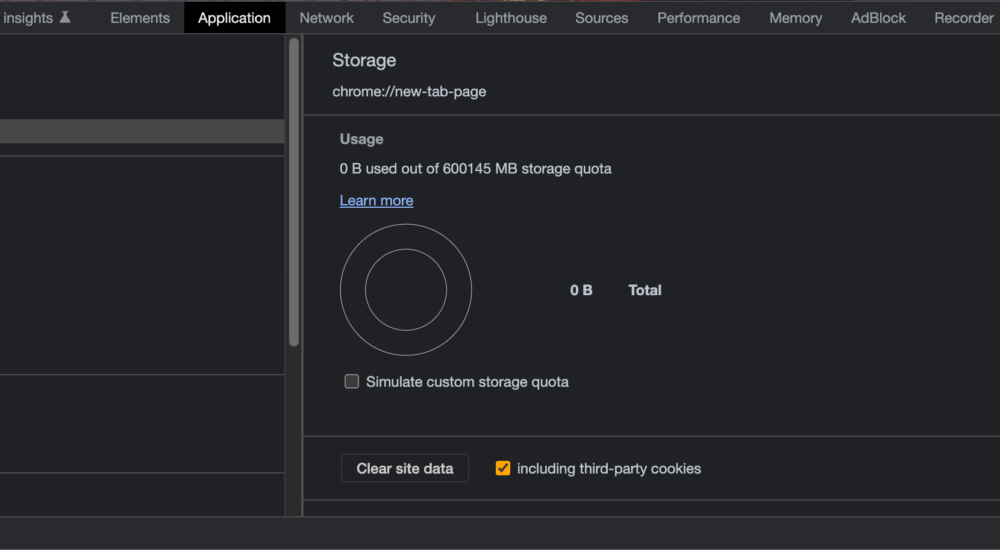 insights Elements Application Network Security Lighthouse Sources Performance Memory AdBlock Recorder
Storage
chrome://new-tab-page
Usage
0 B used out of 600145 MB storage quota
Learn more
0 B Total
Simulate custom storage quota
Clear site data including third-party cookies